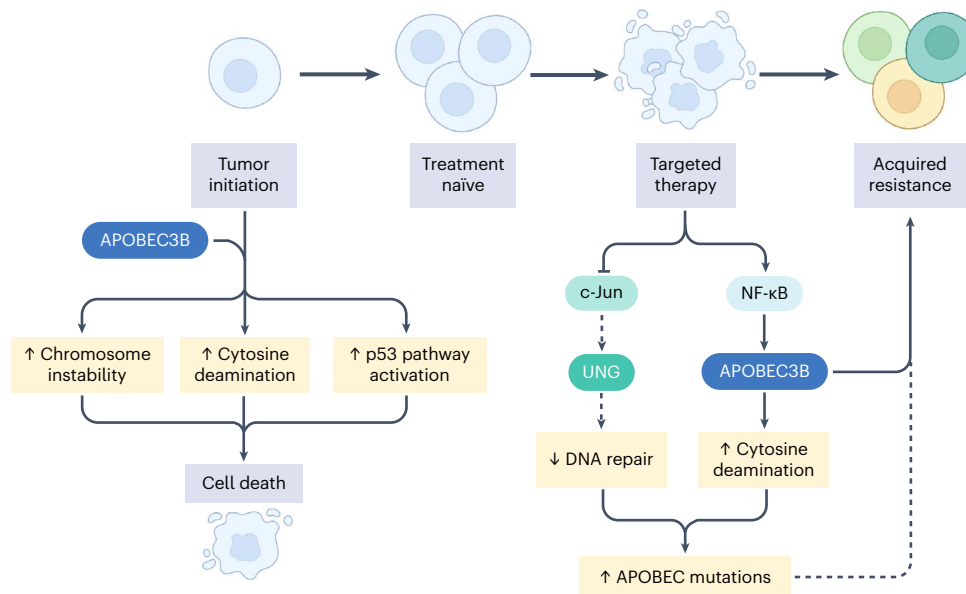 Tumor
initiation
Treatment
naïve
Targeted
therapy
Acquired
resistance
APOBEC3B
↑ Chromosome
instability
↑ Cytosine
deamination
↑ p53 pathway
activation
Cell death
c-Jun
NF-κB
UNG
APOBEC3B
↓ DNA repair
↑ Cytosine
deamination
↑ APOBEC mutations